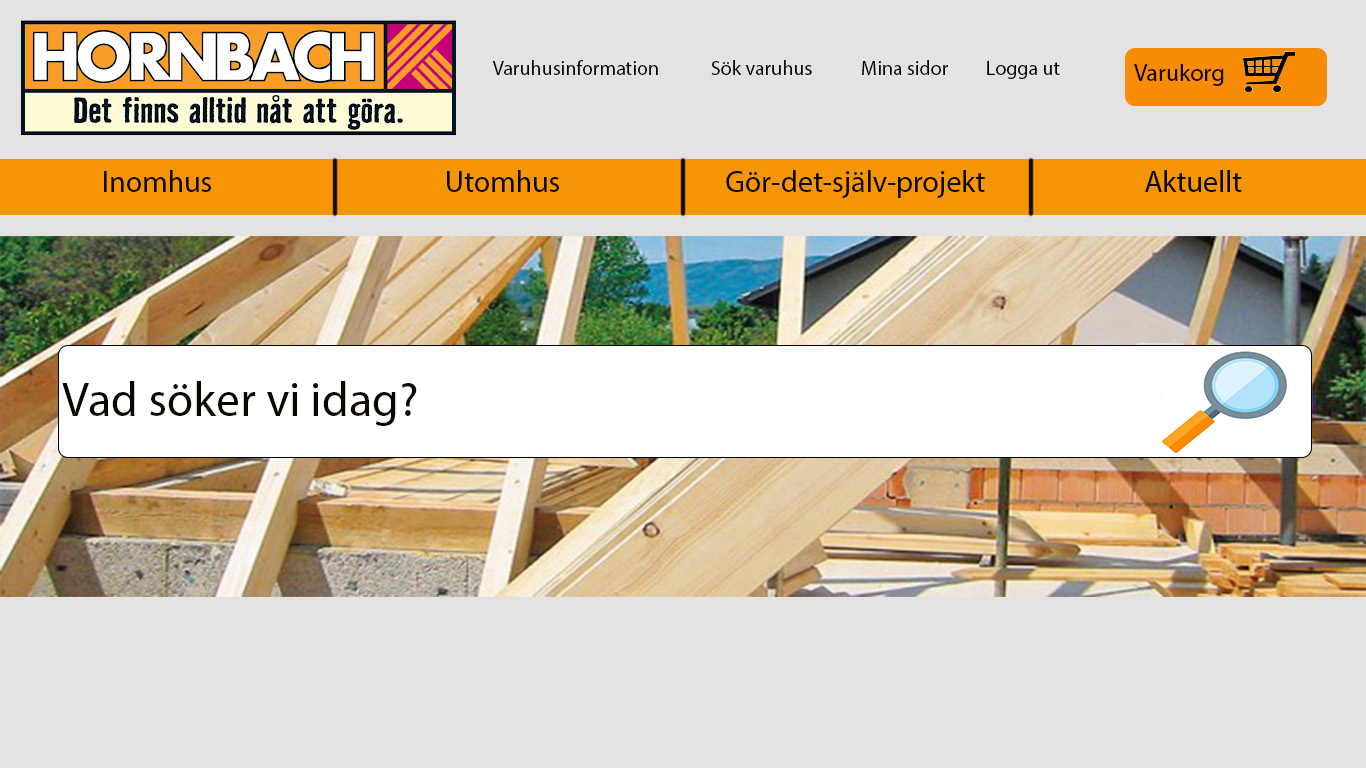 HORNBACH
Det finns alltid nåt att göra.
Varuhusinformation
Sök varuhus
Mina sidor
Logga ut
Varukorg
Inomhus
Utomhus
Gör-det-själv-projekt
Aktuellt
Vad söker vi idag?